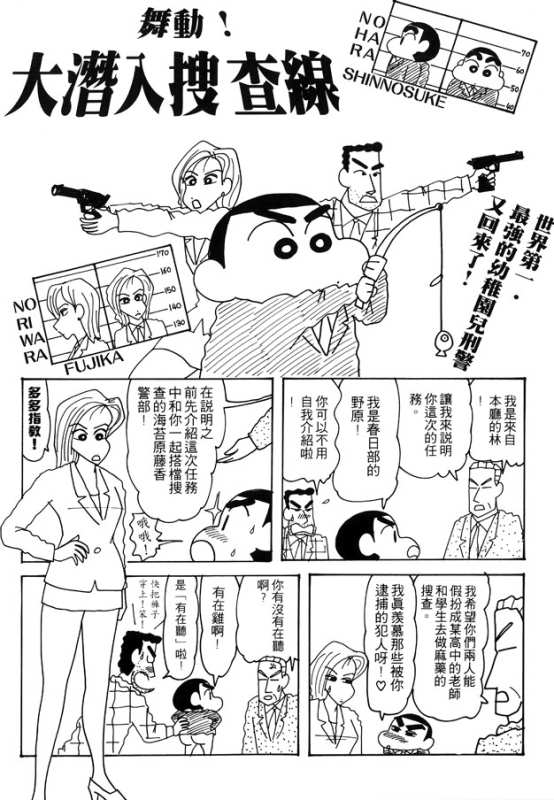 舞動！
大潛入搜查線
NO
HA
RA
SHINNOSUKE
70
60
50
40
世界第一．
最強的幼稚園兒刑警
又回來了！
170
160
150
140
130
NO
RI
WA
RA
FUJIKA
我是來自
本廳的林
！
讓我來說明
你這次的任
務。
我是春日部的
野原！
你可以不用
自我介紹啦
！
在說明之
前先介紹這次任務
中和你一起搭檔搜
查的海苔原藤香
警部！
哦哦！
多多指教！
我希望你們兩人能
假扮成某高中的老師
和學生去做麻藥的
搜查。
我真羨慕那些被你
逮捕的犯人呀！♡
你有沒有在聽
啊？
有在雞啊！
是「有在聽」啦！
快把褲子
穿上！笨！